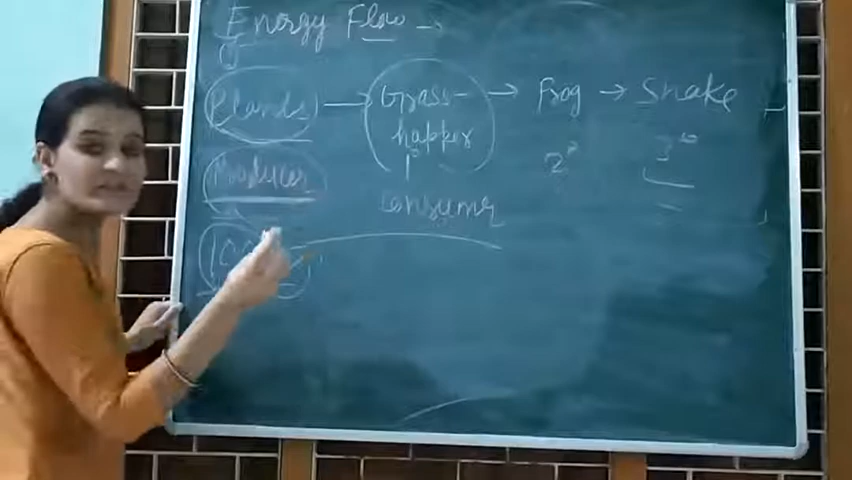 Energy Flow →
Plants → Grass- → Frog → Snake
hopper
1° 2° 3°
Producer Consumer